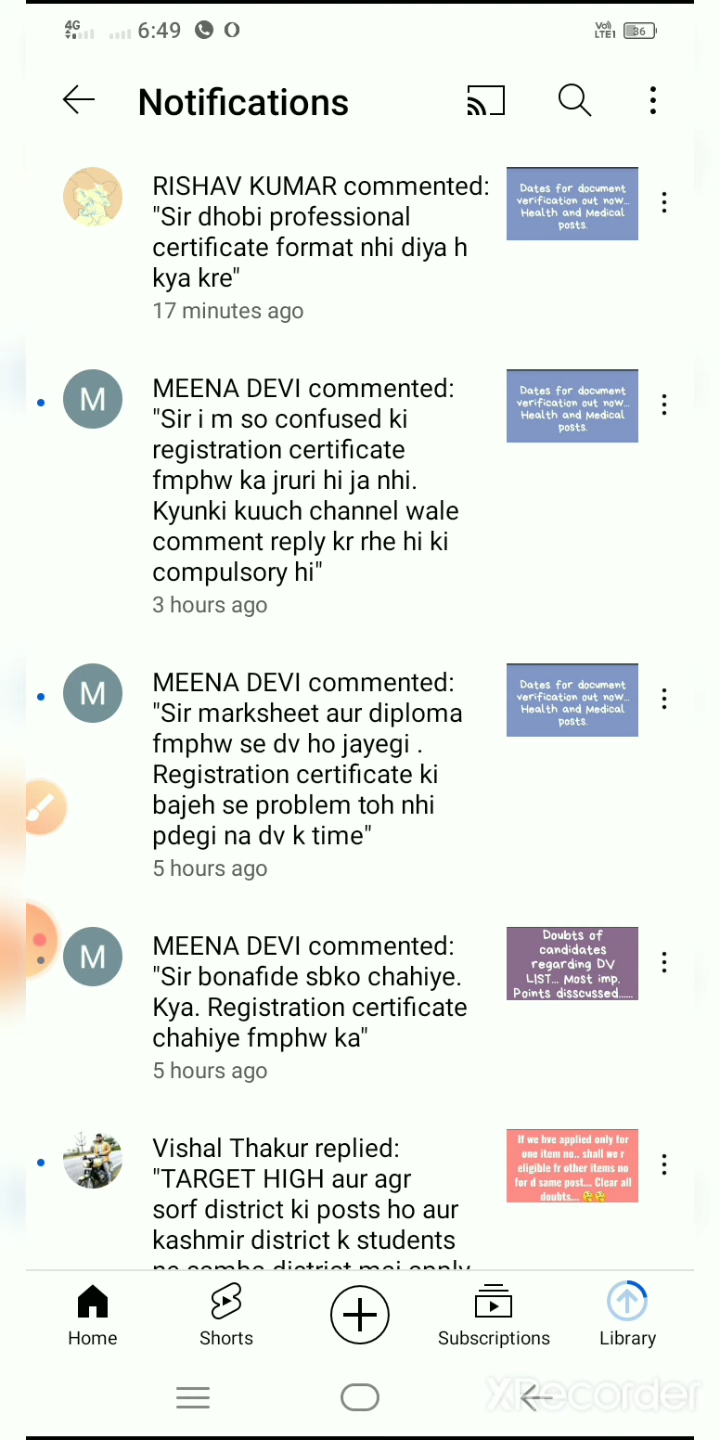 4G 6:49 O Vo) LTE1 36
Notifications
RISHAV KUMAR commented:
"Sir dhobi professional
certificate format nhi diya h
kya kre"
17 minutes ago
Dates for document
verification out now...
Health and Medical
posts.
M
MEENA DEVI commented:
"Sir i m so confused ki
registration certificate
fmphw ka jruri hi ja nhi.
Kyunki kuuch channel wale
comment reply kr rhe hi ki
compulsory hi"
3 hours ago
Dates for document
verification out now...
Health and Medical
posts.
M
MEENA DEVI commented:
"Sir marksheet aur diploma
fmphw se dv ho jayegi .
Registration certificate ki
bajeh se problem toh nhi
pdegi na dv k time"
5 hours ago
Dates for document
verification out now...
Health and Medical
posts.
M
MEENA DEVI commented:
"Sir bonafide sbko chahiye.
Kya. Registration certificate
chahiye fmphw ka"
5 hours ago
Doubts of
candidates
regarding DV
LIST... Most imp.
Points disscussed......
Vishal Thakur replied:
"TARGET HIGH aur agr
sorf district ki posts ho aur
kashmir district k students
na samba district mai apply
If we hve applied only for
one item no.. shall we r
eligible fr other items no
for d same post... Clear all
doubts...
Home
Shorts
Subscriptions
Library
XRecorder